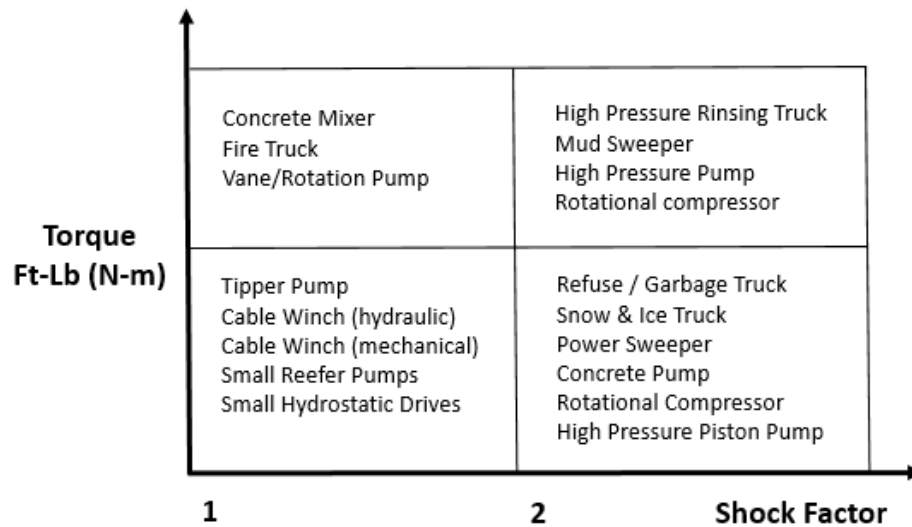 Concrete Mixer
Fire Truck
Vane/Rotation Pump
High Pressure Rinsing Truck
Mud Sweeper
High Pressure Pump
Rotational compressor
Torque
Ft-Lb (N-m)
Tipper Pump
Cable Winch (hydraulic)
Cable Winch (mechanical)
Small Reefer Pumps
Small Hydrostatic Drives
Refuse / Garbage Truck
Snow & Ice Truck
Power Sweeper
Concrete Pump
Rotational Compressor
High Pressure Piston Pump
1
2
Shock Factor